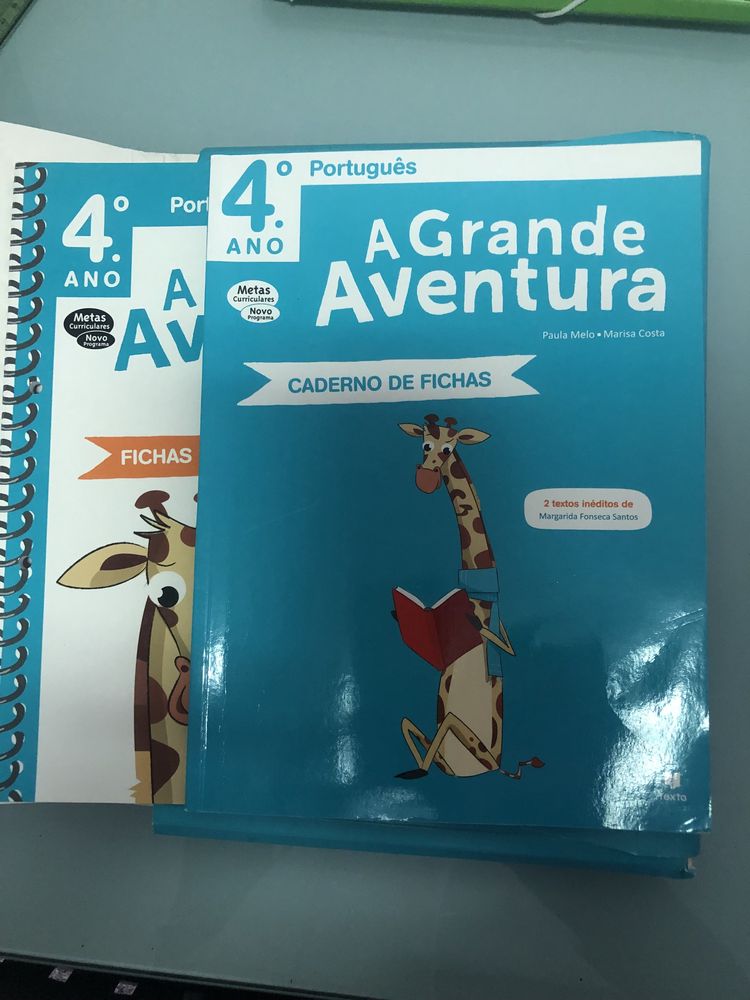 4.º
ANO
Português
A GRANDE
AVENTURA
Metas
Curriculares
Novo
Programa
Paula Melo • Marisa Costa
CADERNO DE FICHAS
2 textos inéditos de
Margarida Fonseca Santos
Texto
4.º
ANO
Port
A
AV
Metas
Curriculares
Novo
Programa
FICHAS